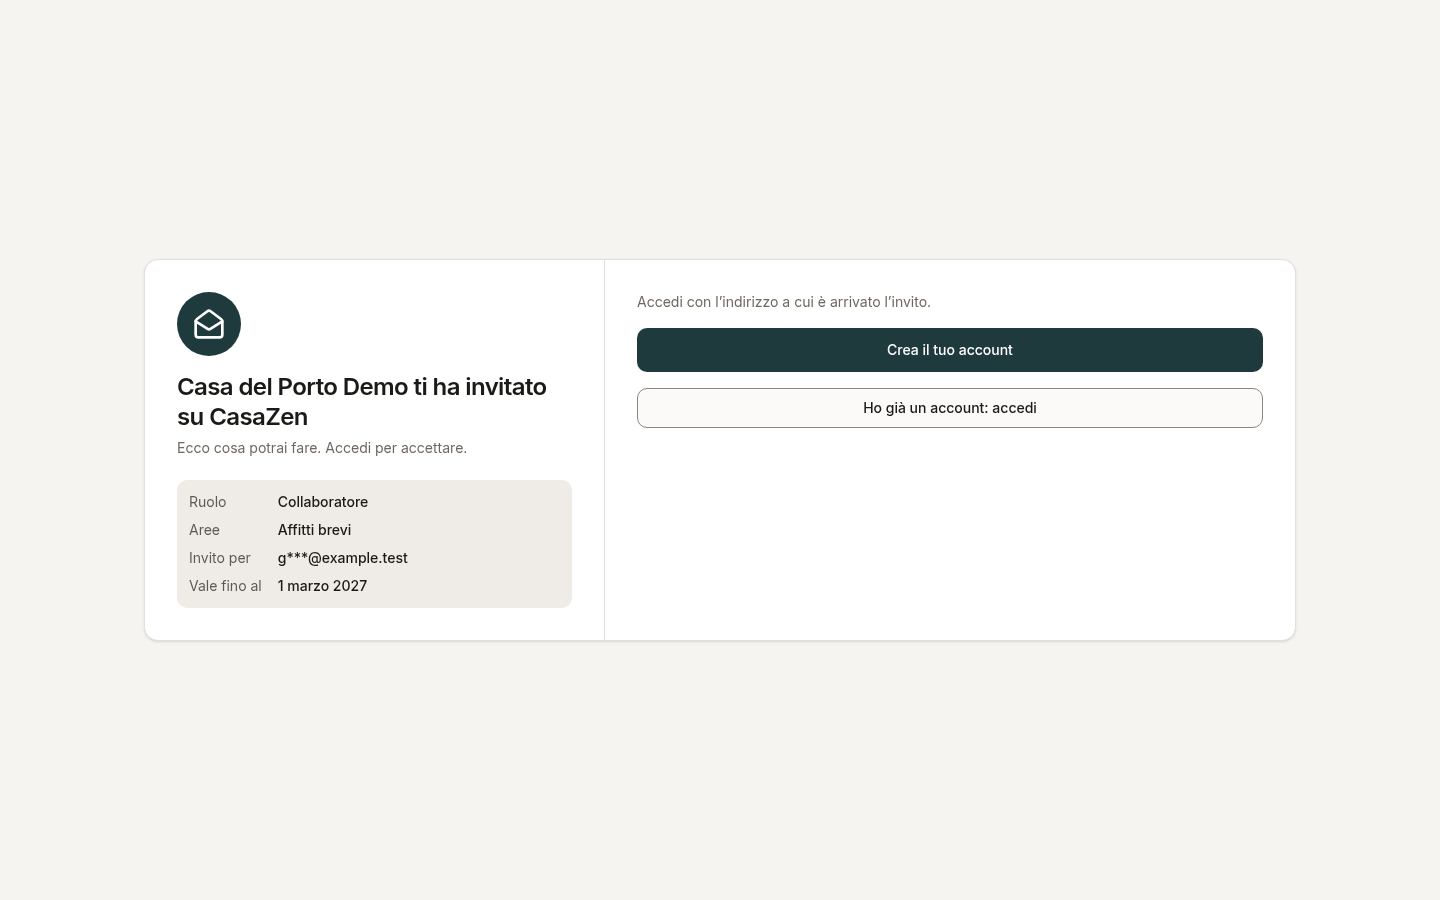 Casa del Porto Demo ti ha invitato
su CasaZen
Ecco cosa potrai fare. Accedi per accettare.
Ruolo Collaboratore
Aree Affitti brevi
Invito per g***@example.test
Vale fino al 1 marzo 2027
Accedi con l’indirizzo a cui è arrivato l’invito.
Crea il tuo account
Ho già un account: accedi